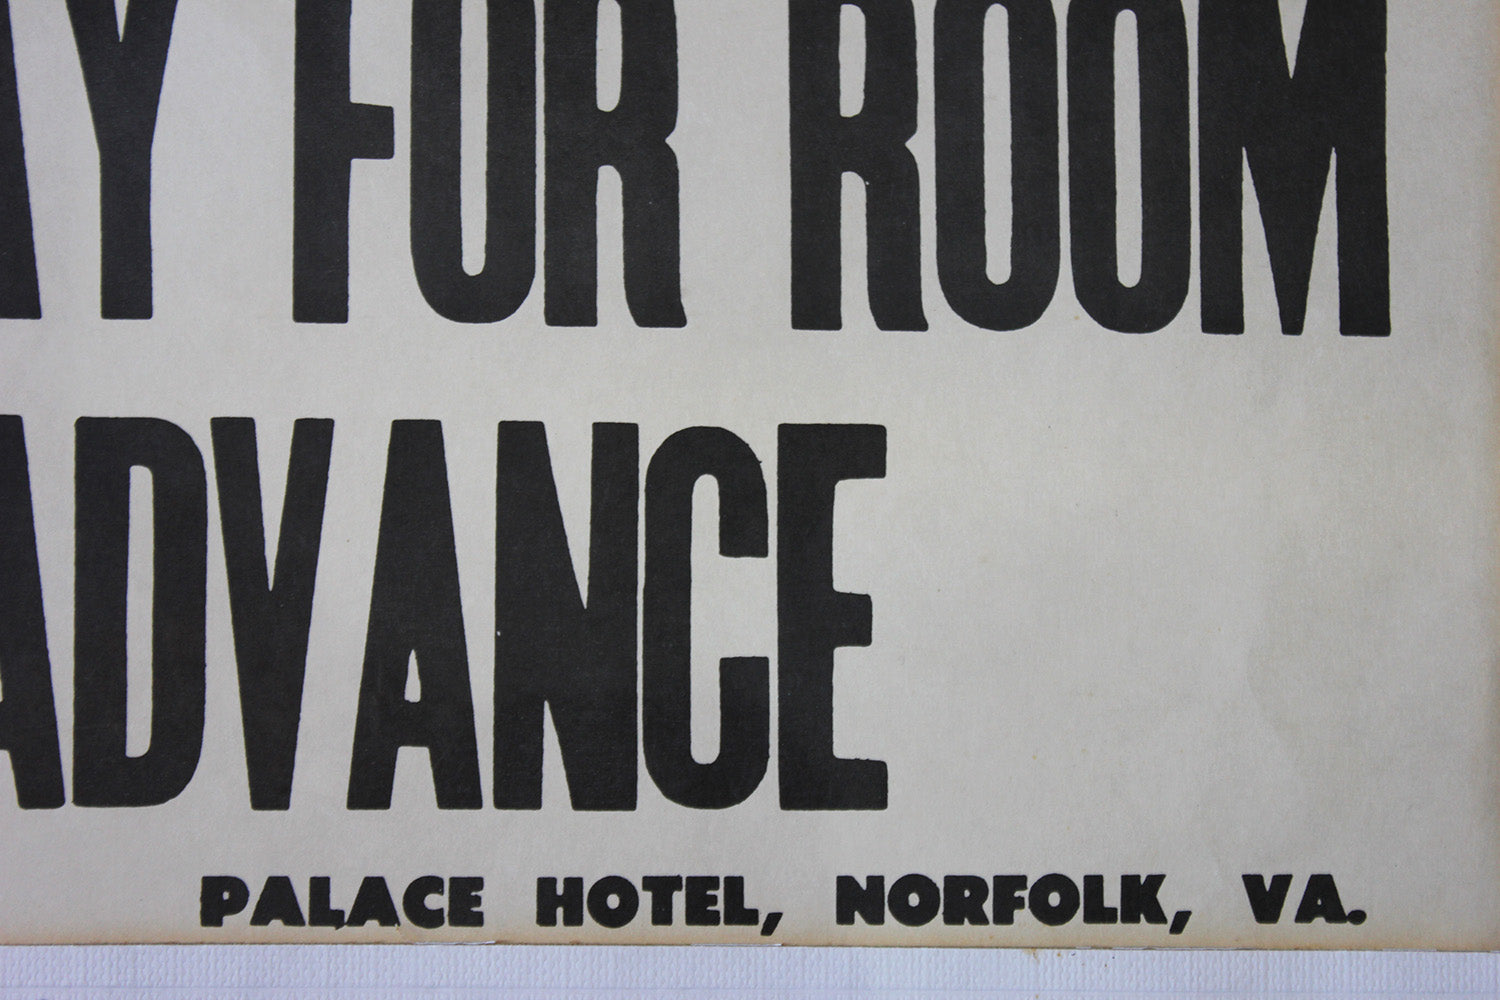 AY FOR ROOM
ADVANCE
PALACE HOTEL, NORFOLK, VA.